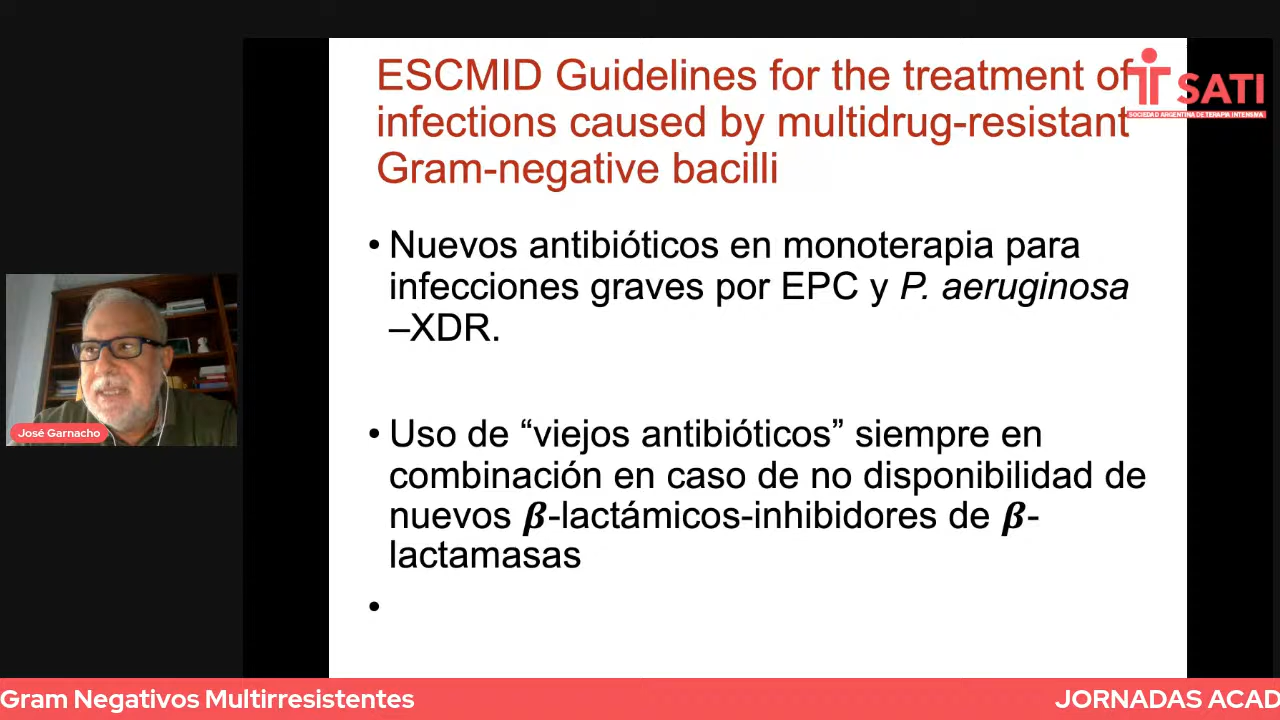 ESCMID Guidelines for the treatment of
infections caused by multidrug-resistant
Gram-negative bacilli
SATI
SOCIEDAD ARGENTINA DE TERAPIA INTENSIVA
• Nuevos antibióticos en monoterapia para
infecciones graves por EPC y P. aeruginosa
–XDR.
• Uso de “viejos antibióticos” siempre en
combinación en caso de no disponibilidad de
nuevos β-lactámicos-inhibidores de β-
lactamasas
•
José Garnacho
Gram Negativos Multirresistentes
JORNADAS ACAD